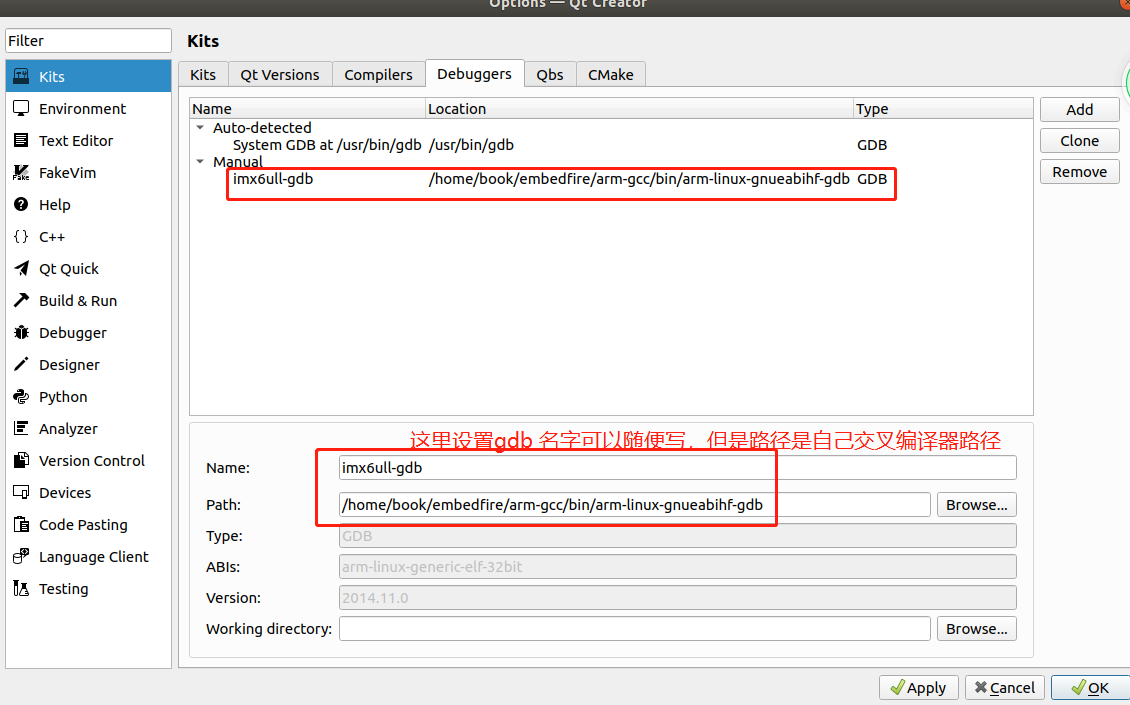 Options — Qt Creator
Filter
Kits
Kits
Environment
Text Editor
FakeVim
Help
C++
Qt Quick
Build & Run
Debugger
Designer
Python
Analyzer
Version Control
Devices
Code Pasting
Language Client
Testing
Kits Qt Versions Compilers Debuggers Qbs CMake
Name Location Type
Auto-detected
System GDB at /usr/bin/gdb /usr/bin/gdb GDB
Manual
imx6ull-gdb /home/book/embedfire/arm-gcc/bin/arm-linux-gnueabihf-gdb GDB
Add
Clone
Remove
这里设置gdb 名字可以随便写，但是路径是自己交叉编译器路径
Name: imx6ull-gdb
Path: /home/book/embedfire/arm-gcc/bin/arm-linux-gnueabihf-gdb Browse...
Type: GDB
ABIs: arm-linux-generic-elf-32bit
Version: 2014.11.0
Working directory: Browse...
Apply Cancel OK